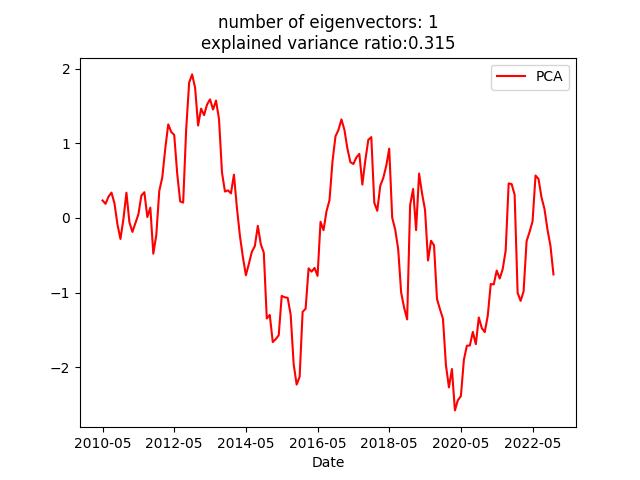 number of eigenvectors: 1
explained variance ratio:0.315
PCA
2
1
0
−1
−2
2010-05 2012-05 2014-05 2016-05 2018-05 2020-05 2022-05
Date